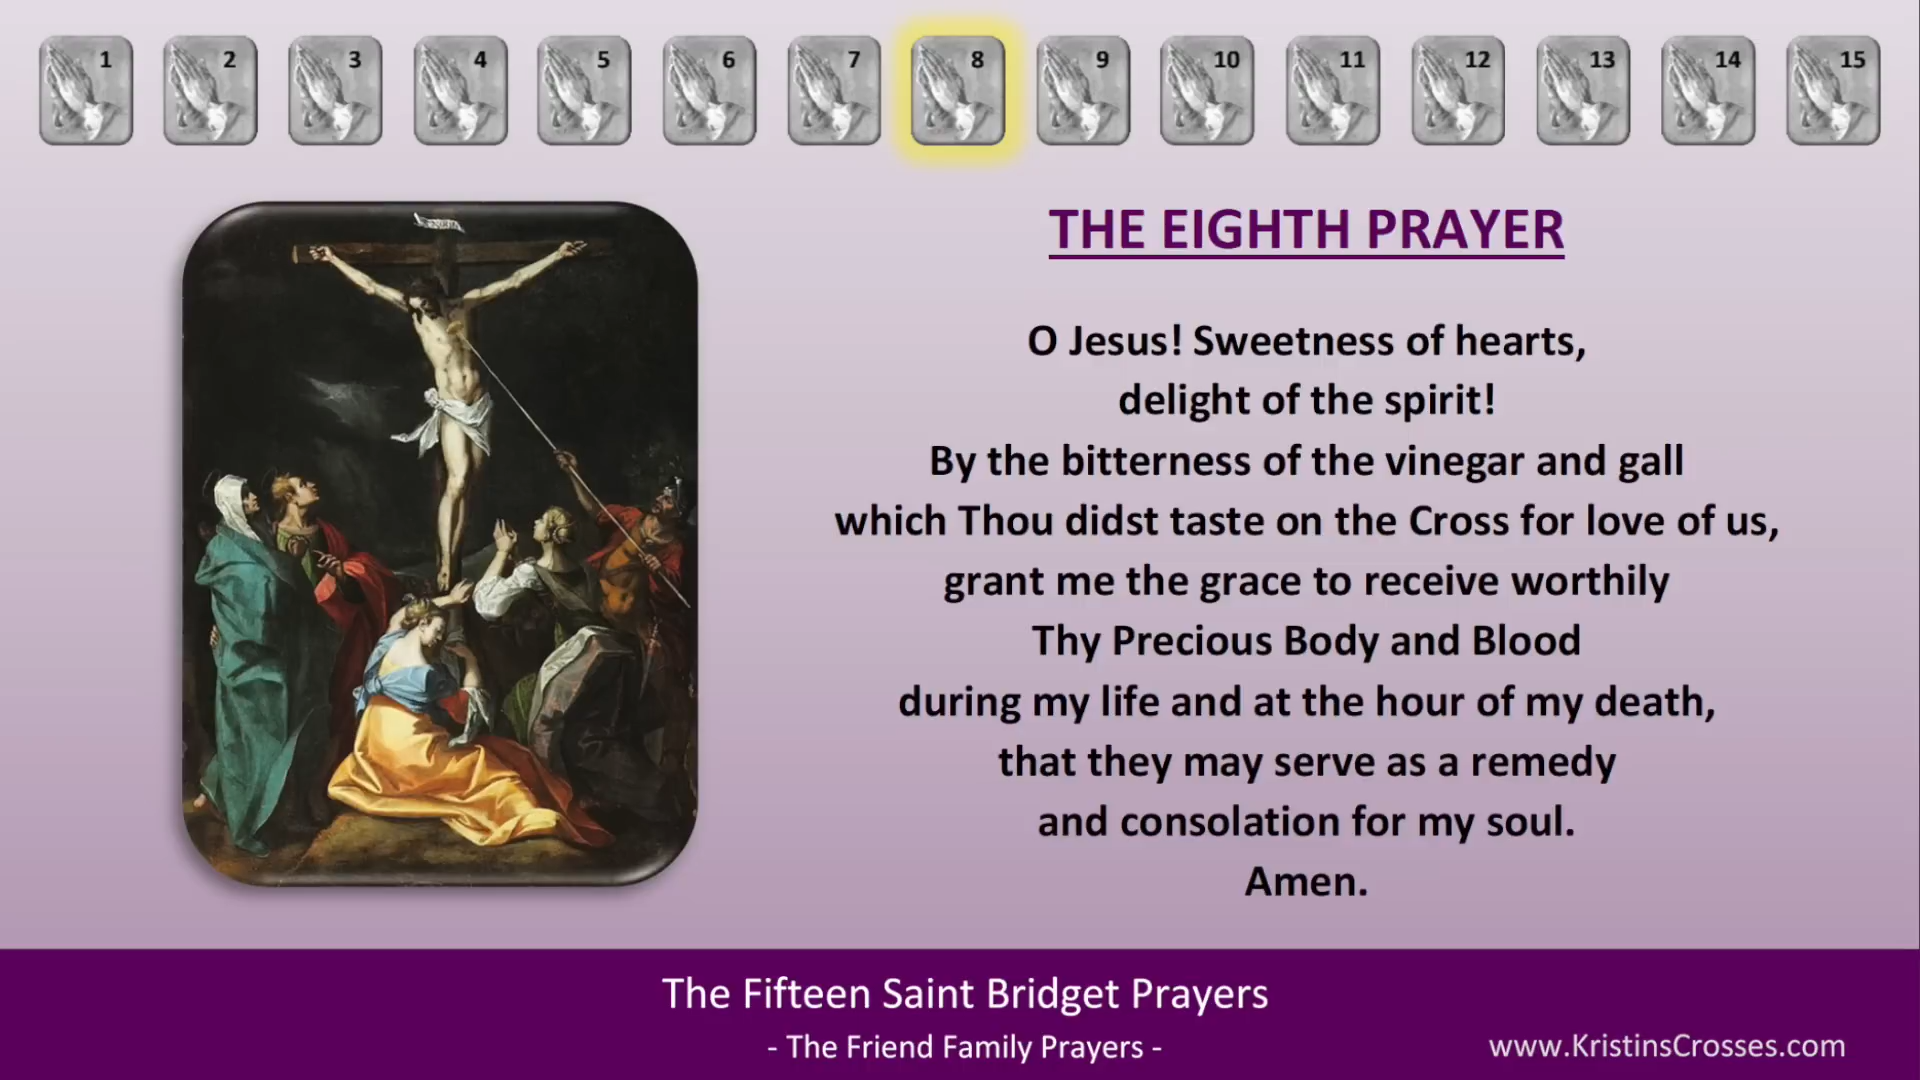 1 2 3 4 5 6 7 8 9 10 11 12 13 14 15
THE EIGHTH PRAYER
O Jesus! Sweetness of hearts,
delight of the spirit!
By the bitterness of the vinegar and gall
which Thou didst taste on the Cross for love of us,
grant me the grace to receive worthily
Thy Precious Body and Blood
during my life and at the hour of my death,
that they may serve as a remedy
and consolation for my soul.
Amen.
The Fifteen Saint Bridget Prayers
- The Friend Family Prayers -
www.KristinsCrosses.com